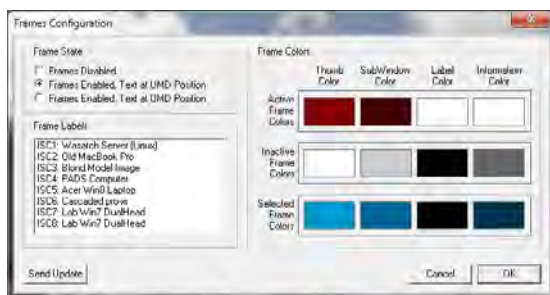 Frames Configuration
Frame State
Frames Disabled
Frames Enabled, Text at UMD Position
Frames Enabled, Text at UMD Position
Frame Labels
ISC1: Wasatch Server (Linux)
ISC2: Old MacBook Pro
ISC3: Blond Model Image
ISC4: PADS Computer
ISC5: Acer Win8 Laptop
ISC6: Cascaded proxe
ISC7: Lab Win7 DualHead
ISC8: Lab Win7 DualHead
Send Update
Frame Colors
Thumb Color
SubWindow Color
Label Color
Information Color
Active Frame Colors
Inactive Frame Colors
Selected Frame Colors
Cancel
OK